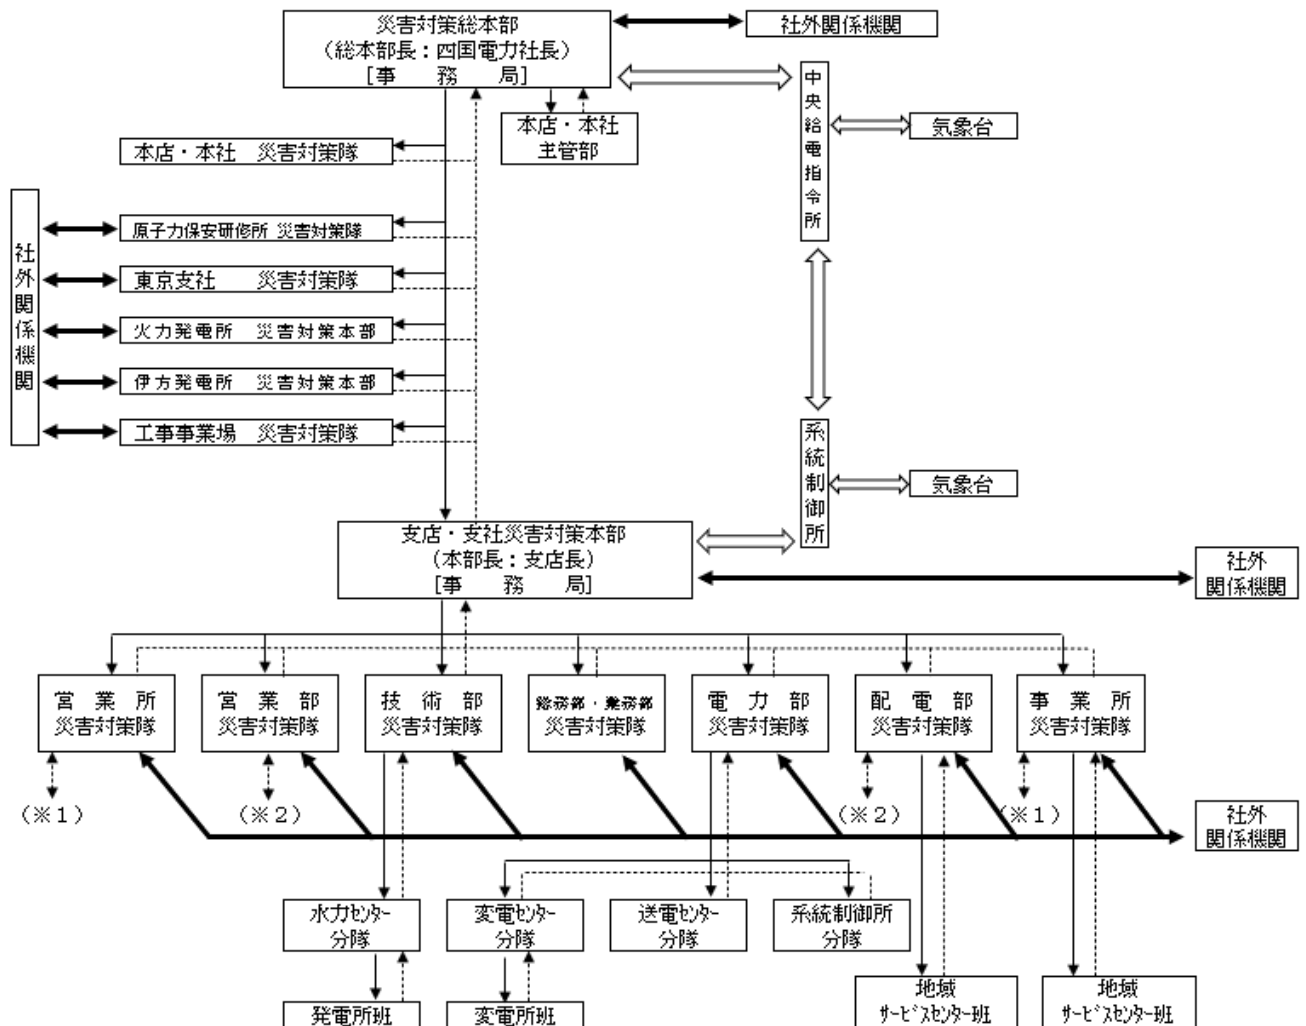 災害対策総本部
(総本部長：四国電力社長)
[事　務　局]
社外関係機関
中央給電指令所
気象台
本店・本社
主管部
本店・本社　災害対策隊
社外関係機関
原子力保安研修所 災害対策隊
東京支社　災害対策隊
火力発電所　災害対策本部
伊方発電所　災害対策本部
工事事業場　災害対策隊
系統制御所
気象台
支店・支社災害対策本部
(本部長：支店長)
[事　務　局]
社外
関係機関
営　業　所
災害対策隊
営　業　部
災害対策隊
技　術　部
災害対策隊
総務部・業務部
災害対策隊
電　力　部
災害対策隊
配　電　部
災害対策隊
事　業　所
災害対策隊
(※１)
(※２)
(※２)
(※１)
社外
関係機関
水力ｾﾝﾀｰ
分隊
変電ｾﾝﾀｰ
分隊
送電ｾﾝﾀｰ
分隊
系統制御所
分隊
発電所班
変電所班
地域
ｻｰﾋﾞｽｾﾝﾀｰ班
地域
ｻｰﾋﾞｽｾﾝﾀｰ班